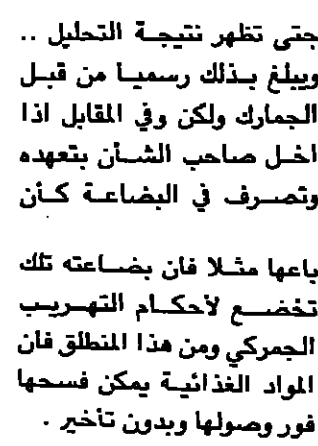 جتى تظهر نتيجة التحليل ..
ويبلغ بذلك رسميا من قبل
الجمارك ولكن وفي المقابل اذا
اخل صاحب الشأن بتعهده
وتصرف في البضاعة كأن
باعها مثلا فان بضاعته تلك
تخضع لأحكام التهريب
الجمركي ومن هذا المنطلق فان
المواد الغذائية يمكن فسحها
فور وصولها وبدون تأخير .